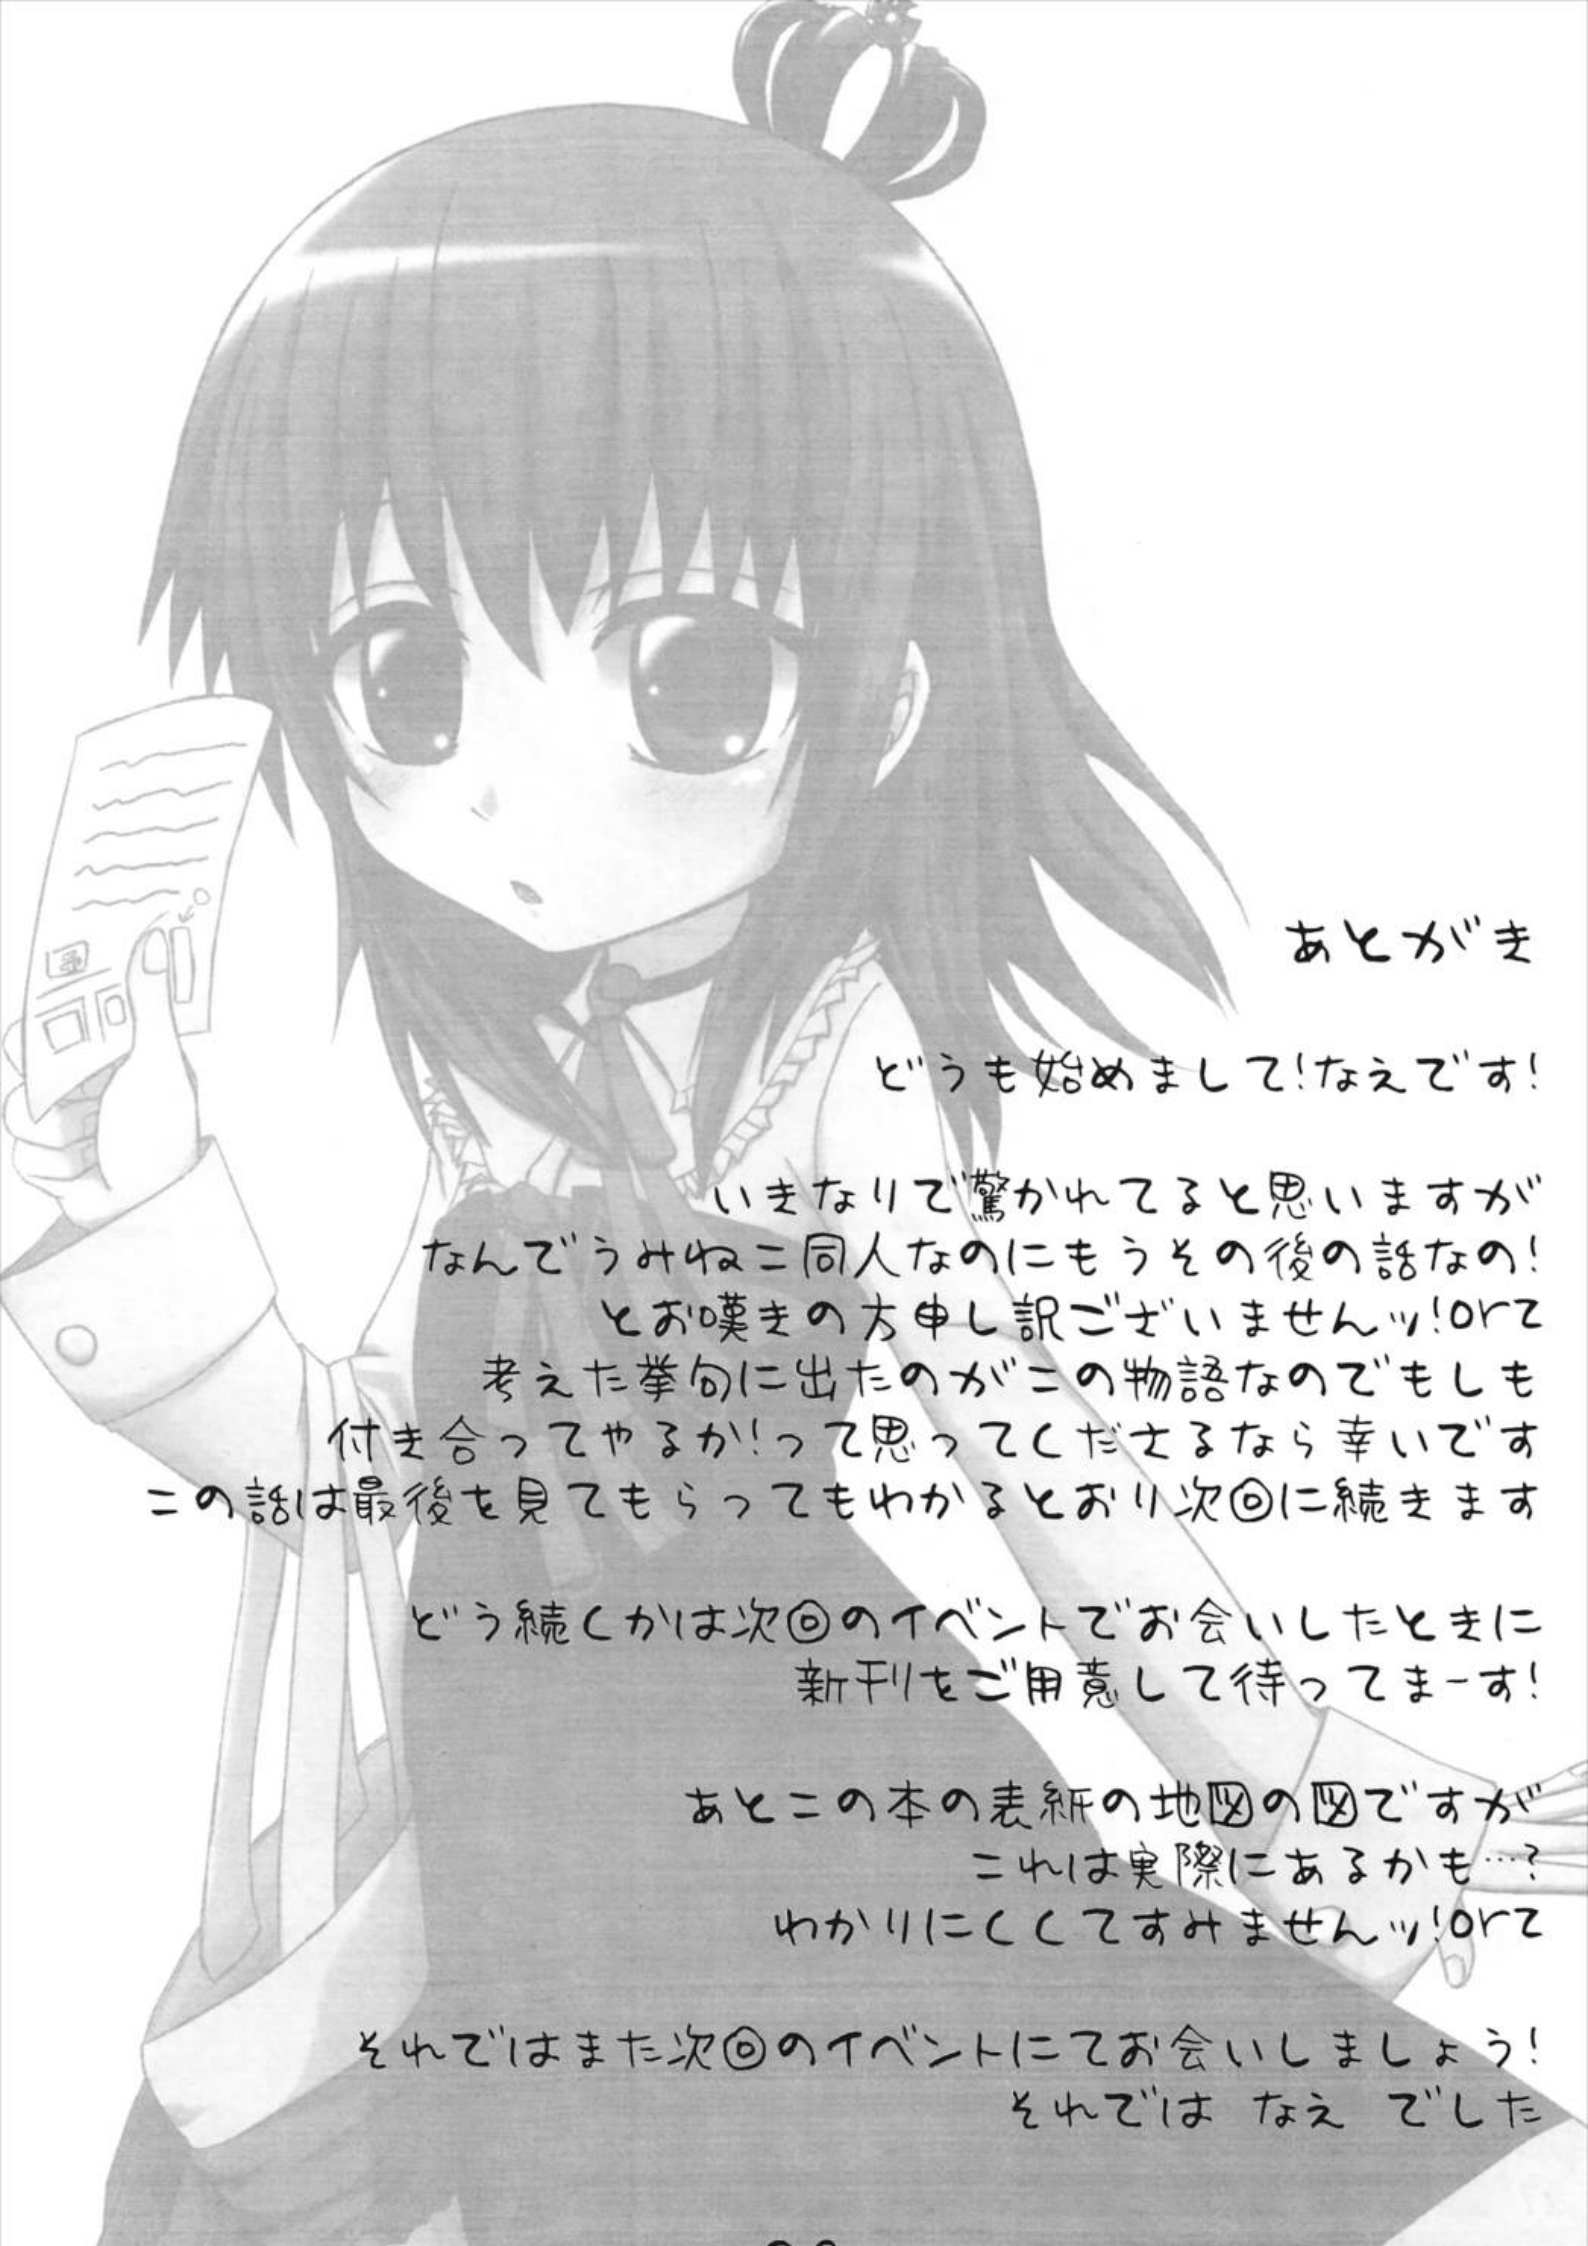 あとがき
どうも始めまして!なえです!
いきなりで驚かれてると思いますが
なんでうみねこ同人なのにもうその後の話なの!
とお嘆きの方申し訳ございませんッ!orz
考えた挙句に出たのがこの物語なのでもしも
付き合ってやるか!って思ってくださるなら幸いです
この話は最後を見てもらってもわかるとおり次回に続きます
どう続くかは次回のイベントでお会いしたときに
新刊をご用意して待ってまーす!
あとこの本の表紙の地図の図ですが
これは実際にあるかも…?
わかりにくくてすみませんッ!orz
それではまた次回のイベントにてお会いしましょう!
それでは なえ でした